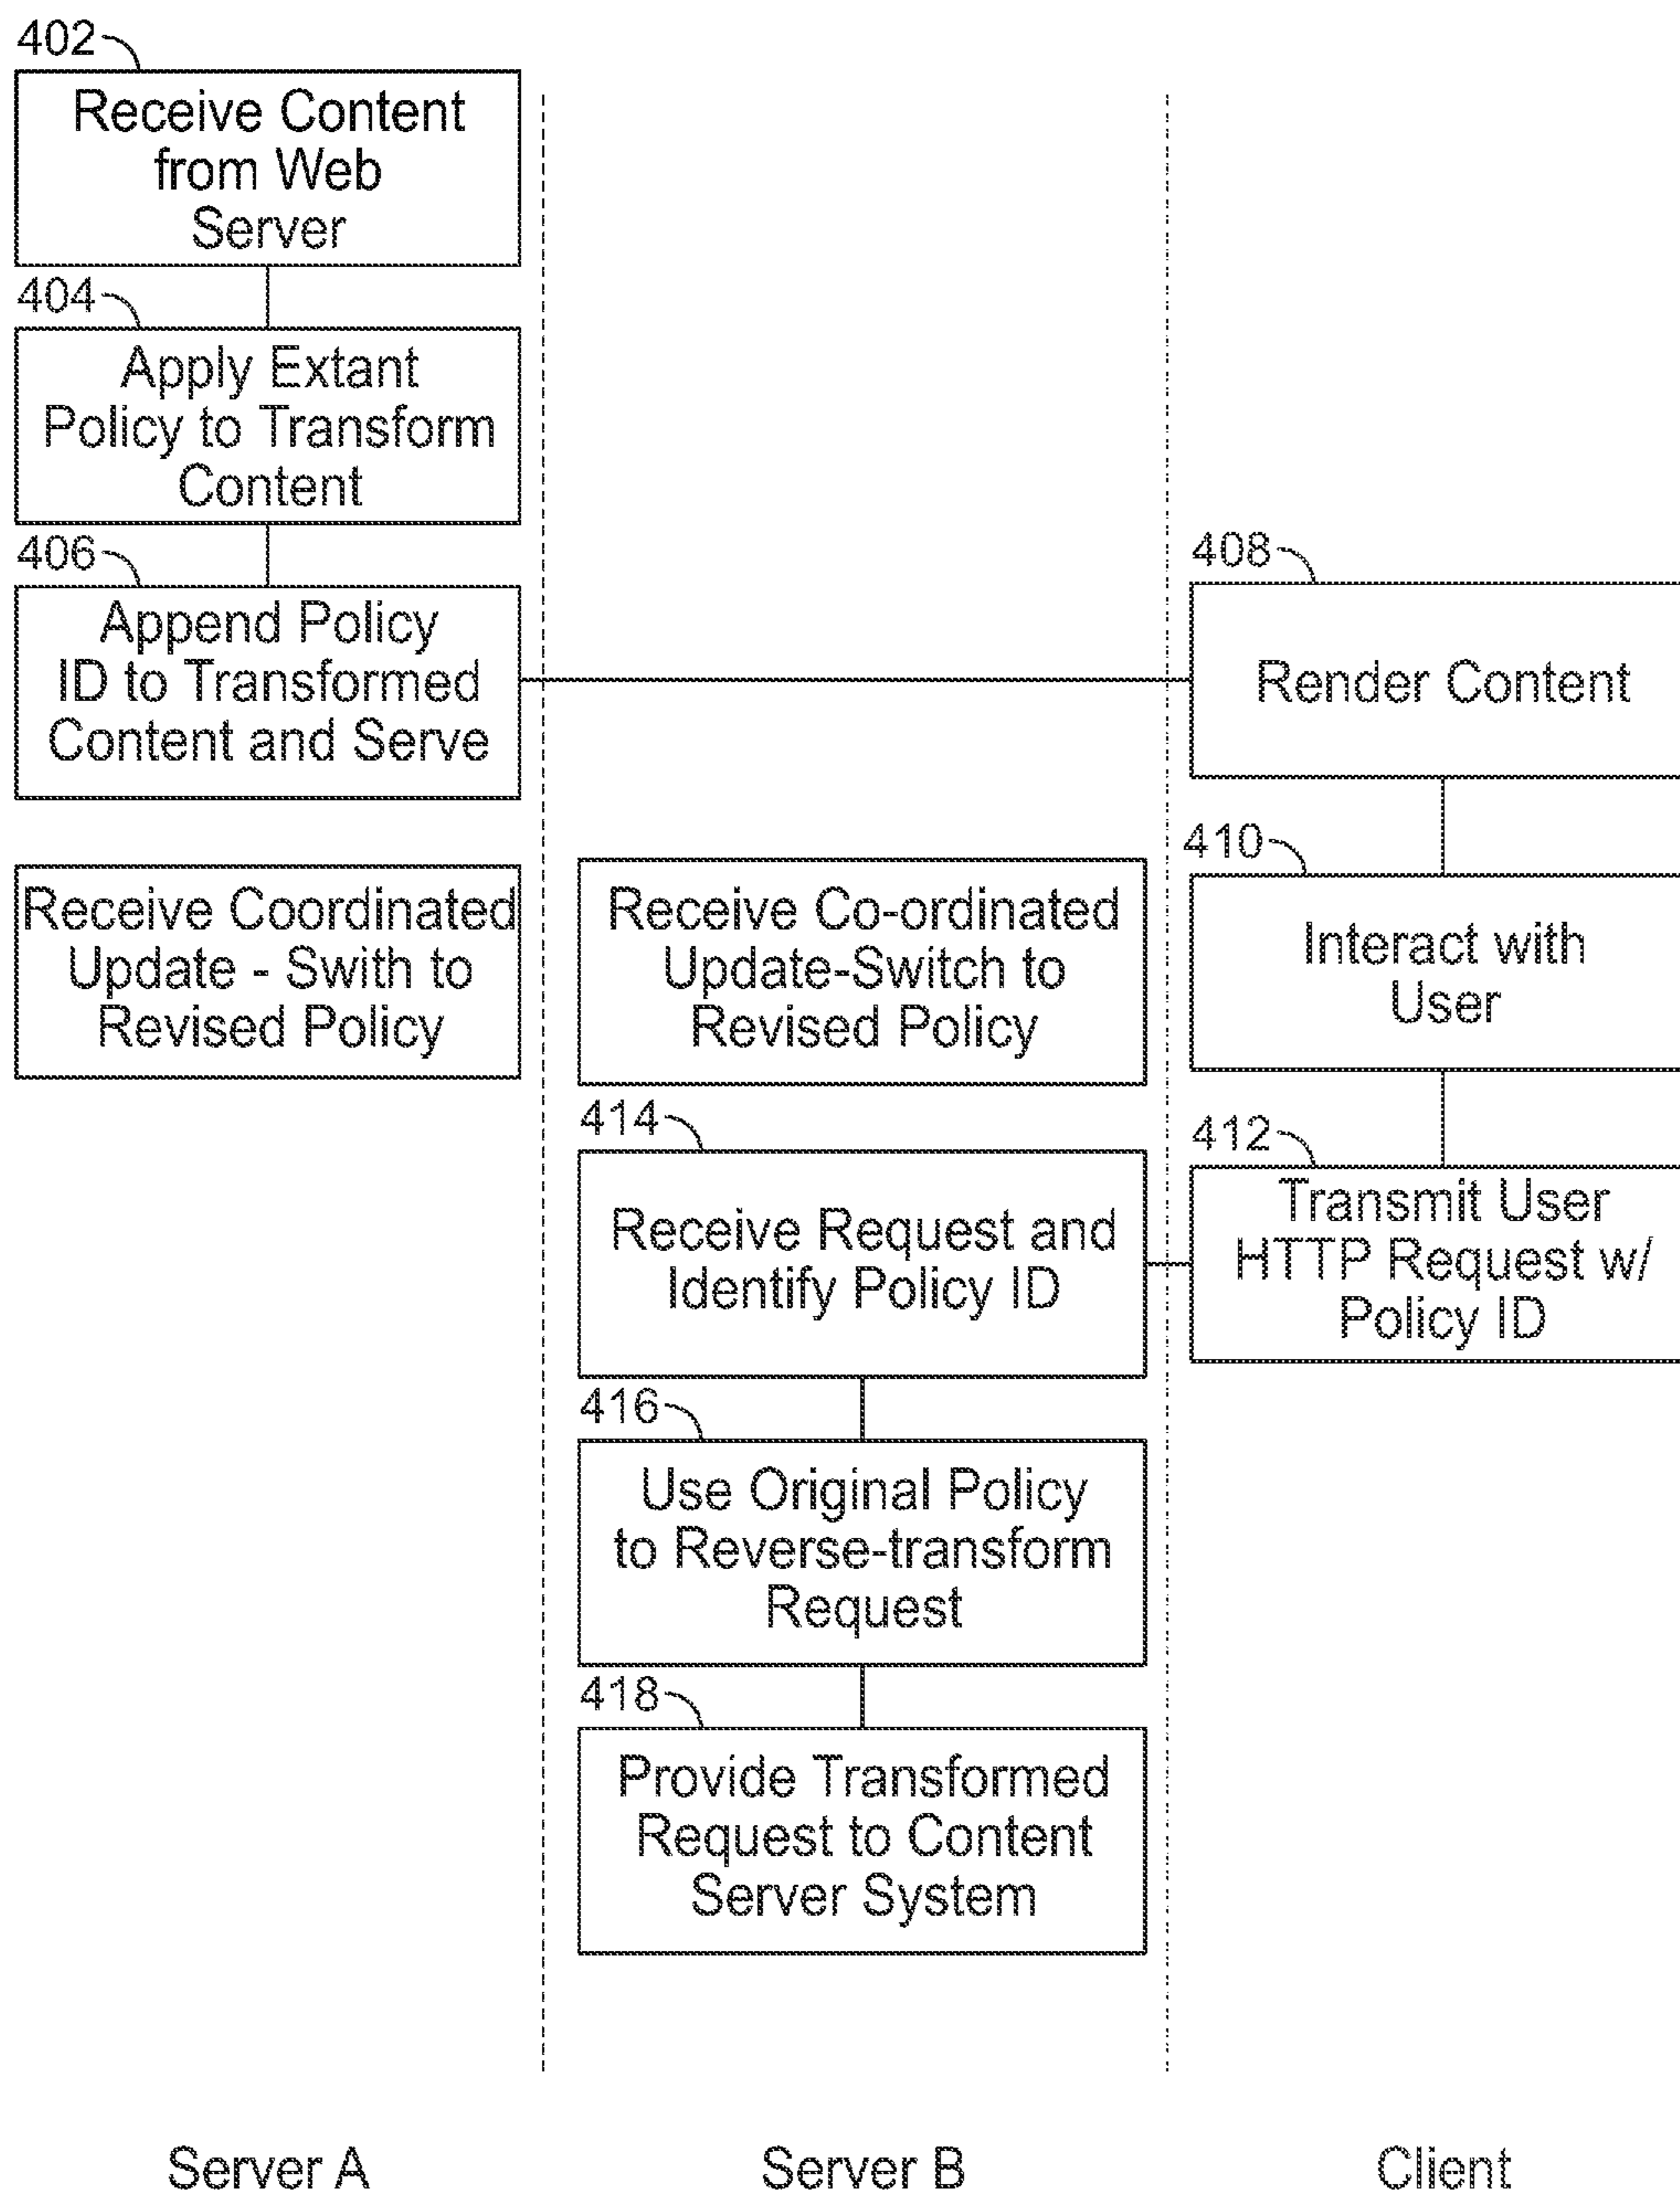 402
Receive Content
from Web
Server
404
Apply Extant
Policy to Transform
Content
406
Append Policy
ID to Transformed
Content and Serve
408
Render Content
Receive Coordinated
Update - Swith to
Revised Policy
Receive Co-ordinated
Update-Switch to
Revised Policy
410
Interact with
User
412
Transmit User
HTTP Request w/
Policy ID
414
Receive Request and
Identify Policy ID
416
Use Original Policy
to Reverse-transform
Request
418
Provide Transformed
Request to Content
Server System
Server A
Server B
Client